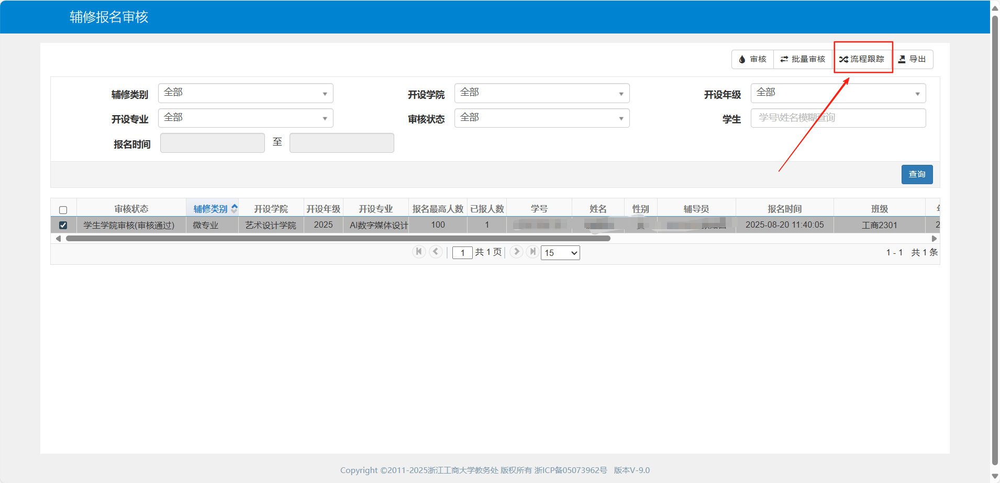 辅修报名审核
审核 批量审核 流程跟踪 导出
辅修类别 全部 开设学院 全部 开设年级 全部
开设专业 全部 审核状态 全部 学生 学号\姓名模糊查询
报名时间 至
查询
审核状态 辅修类别 开设学院 开设年级 开设专业 报名最高人数 已报人数 学号 姓名 性别 辅导员 报名时间 班级
学生学院审核(审核通过) 微专业 艺术设计学院 2025 AI数字媒体设计 100 1 2025-08-20 11:40:05 工商2301 2
1 共 1 页 15 1 - 1 共 1 条
Copyright ©2011-2025浙江工商大学教务处 版权所有 浙ICP备05073962号 版本V-9.0